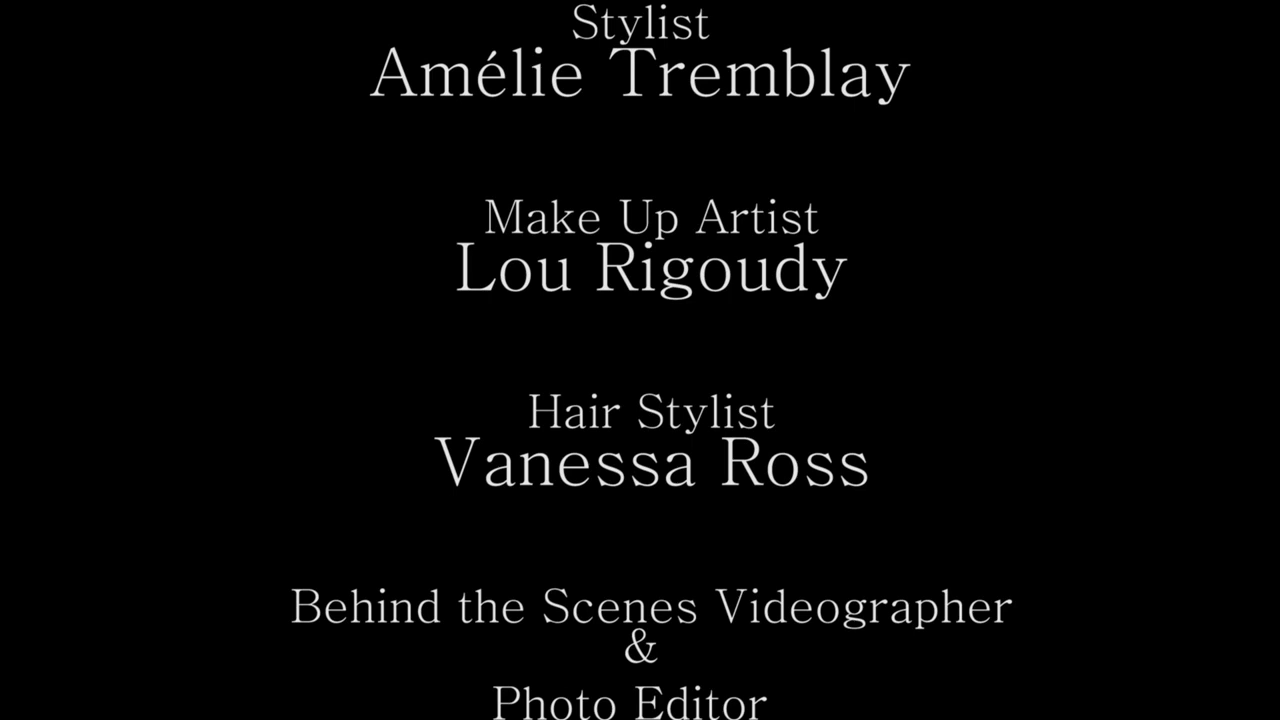 Stylist
Amélie Tremblay
Make Up Artist
Lou Rigoudy
Hair Stylist
Vanessa Ross
Behind the Scenes Videographer
&
Photo Editor